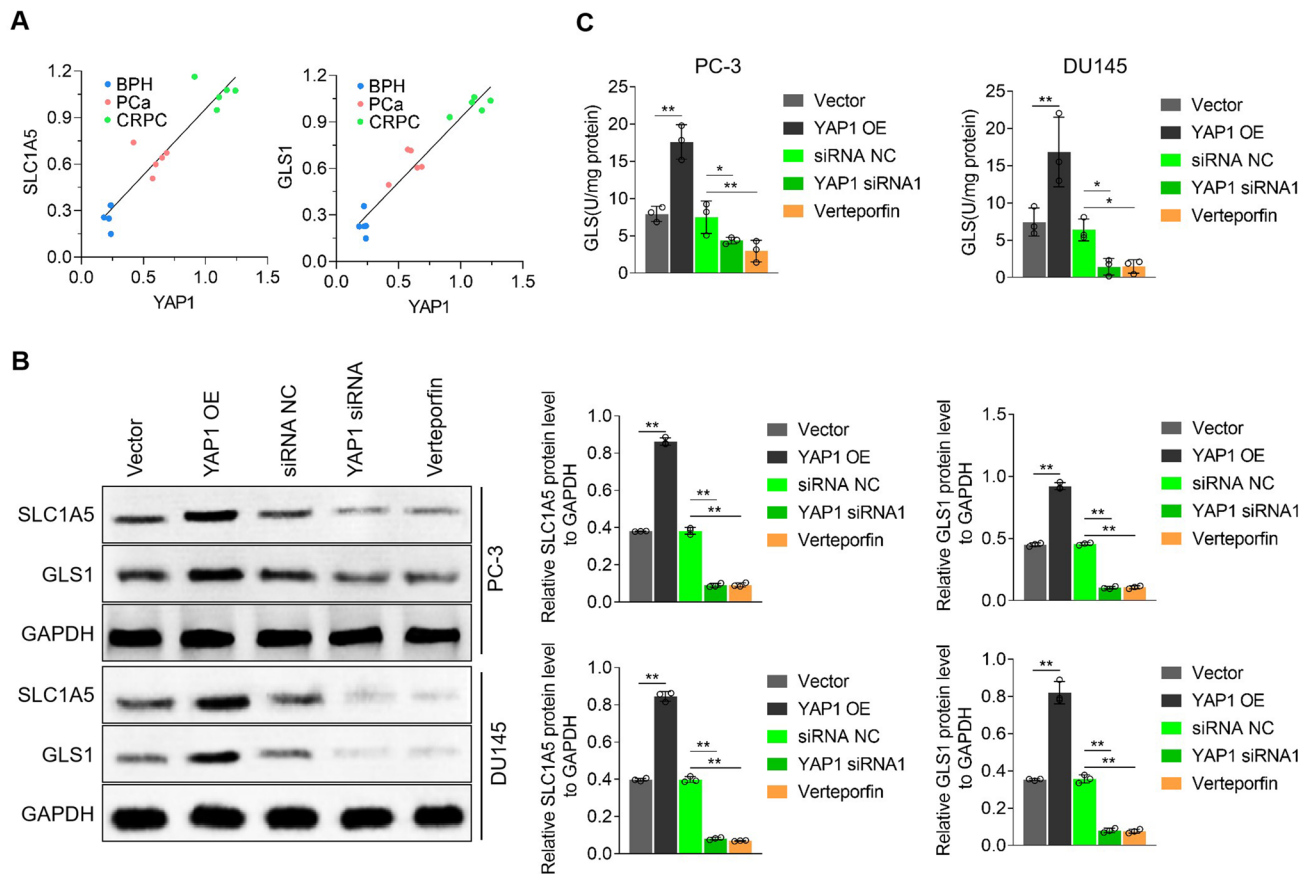 A
SLC1A5
1.2
0.9
0.6
0.3
0.0
BPH
PCa
CRPC
0.0
0.5
1.0
1.5
YAP1
GLS1
1.2
0.9
0.6
0.3
0.0
BPH
PCa
CRPC
0.0
0.5
1.0
1.5
YAP1
C
PC-3
GLS(U/mg protein)
25
20
15
10
5
0
**
*
**
Vector
YAP1 OE
siRNA NC
YAP1 siRNA1
Verteporfin
DU145
GLS(U/mg protein)
25
20
15
10
5
0
**
*
*
Vector
YAP1 OE
siRNA NC
YAP1 siRNA1
Verteporfin
B
Vector
YAP1 OE
siRNA NC
YAP1 siRNA
Verteporfin
SLC1A5
GLS1
GAPDH
PC-3
SLC1A5
GLS1
GAPDH
DU145
Relative SLC1A5 protein level
to GAPDH
1.0
0.8
0.6
0.4
0.2
0.0
**
**
**
Vector
YAP1 OE
siRNA NC
YAP1 siRNA1
Verteporfin
Relative GLS1 protein level
to GAPDH
1.5
1.0
0.5
0.0
**
**
**
Vector
YAP1 OE
siRNA NC
YAP1 siRNA1
Verteporfin
Relative SLC1A5 protein level
to GAPDH
1.0
0.8
0.6
0.4
0.2
0.0
**
**
**
Vector
YAP1 OE
siRNA NC
YAP1 siRNA1
Verteporfin
Relative GLS1 protein level
to GAPDH
1.0
0.8
0.6
0.4
0.2
0.0
**
**
**
Vector
YAP1 OE
siRNA NC
YAP1 siRNA1
Verteporfin